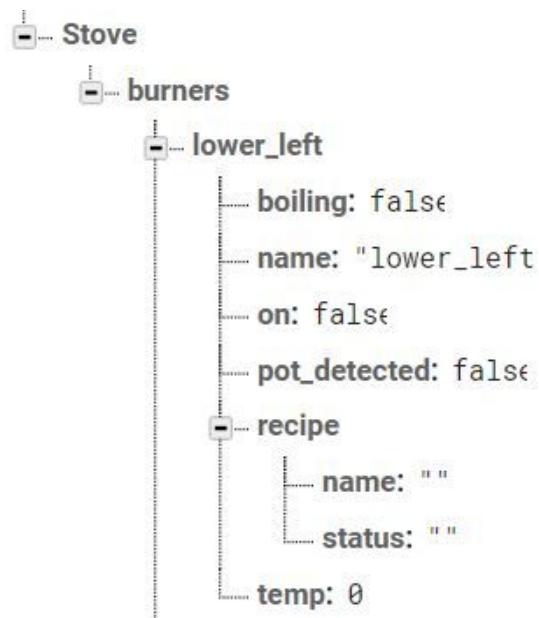 Stove
burners
lower_left
boiling: false
name: "lower_left
on: false
pot_detected: false
recipe
name: ""
status: ""
temp: 0